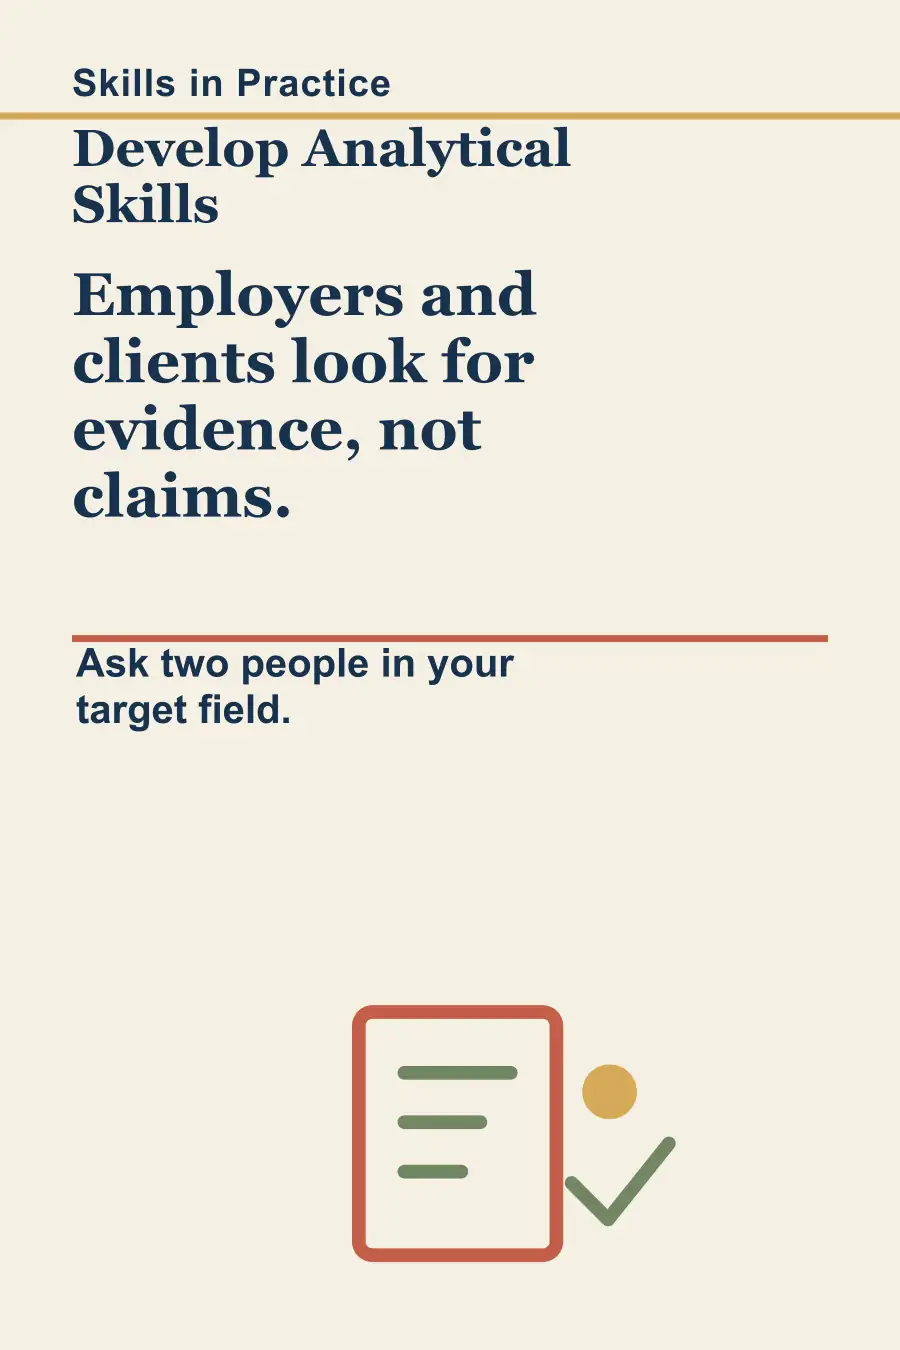 Skills in Practice
Develop Analytical
Skills
Employers and
clients look for
evidence, not
claims.
Ask two people in your
target field.